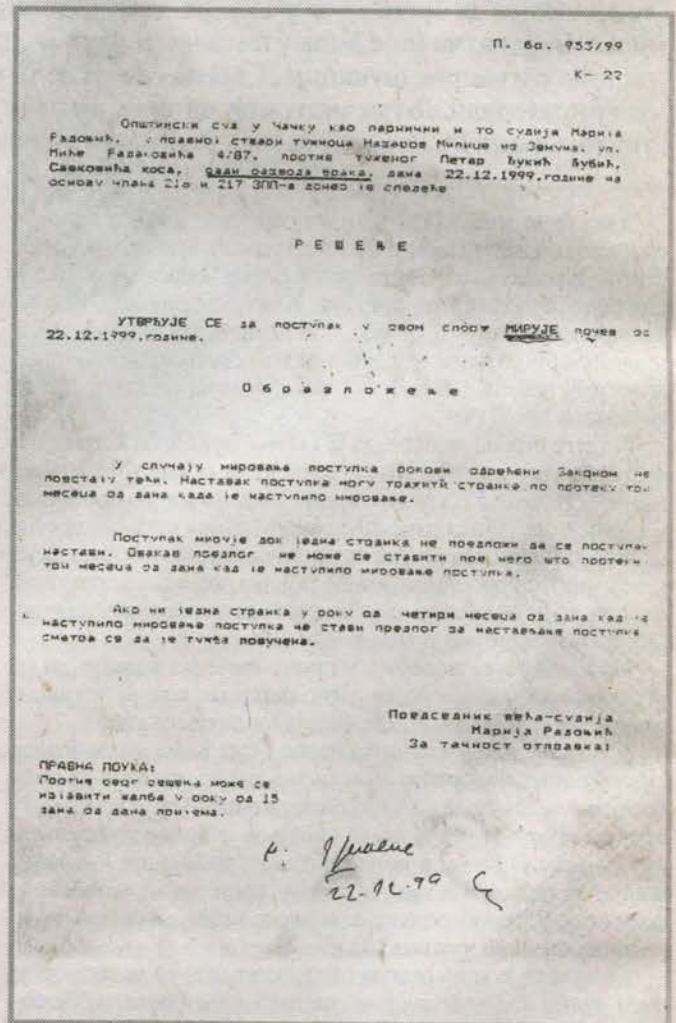 П. бр. 953/99
К- 22
Општински суд у Чачку као парнични и то судија Марија
Радоњић, у правној ствари тужиоца Назаров Милице из Земуна, ул.
Миће Радаковића 4/87. против туженог Петар Ђукић Ђубић,
Савковића коса, ради развода брака, дана 22.12.1999.године на
основу члана 216 и 217 ЗПП-а донео је следеће
Р Е Ш Е Њ Е
УТВРЂУЈЕ СЕ да поступак у овом спору МИРУЈЕ почев од
22.12.1999.године.
О б р а з л о ж е њ е
У случају мировања поступка рокови одређени Законом не
престају тећи. Наставак поступка могу тражити странке по протеку три
месеца од дана када је наступило мировање.
Поступак мирује док једна странка не предложи да се поступак
настави. Овакав предлог не може се ставити пре него што протекну
три месеца од дана кад је наступило мировање поступка.
Ако ни једна странка у року од четири месеца од дана кад је
наступило мировање поступка не стави предлог за настављање поступка
сматра се да је тужба повучена.
Председник већа-судија
Марија Радоњић
За тачност отправка:
ПРАВНА ПОУКА:
Против овог решења може се
изјавити жалба у року од 15
дана од дана пријема.
22-12-99